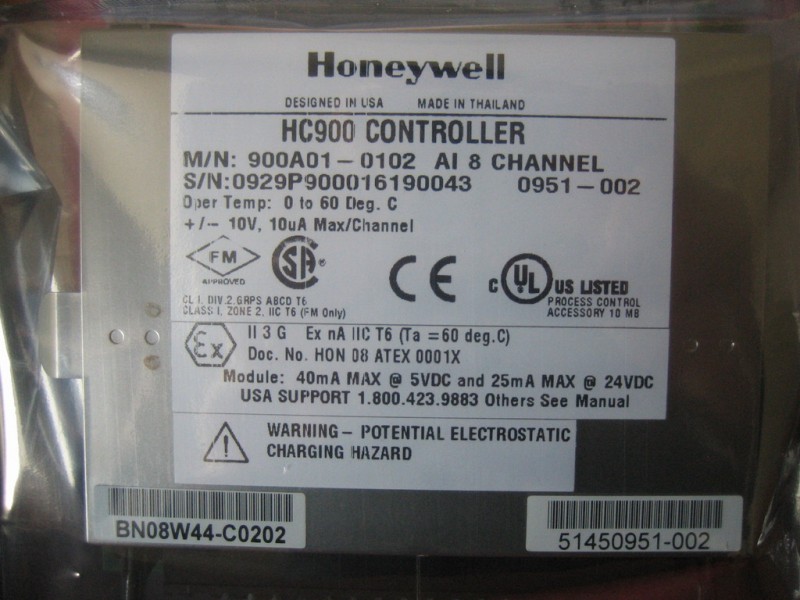 Honeywell
DESIGNED IN USA MADE IN THAILAND
HC900 CONTROLLER
M/N: 900A01-0102 AI 8 CHANNEL
S/N:0929P900016190043 0951-002
Oper Temp: 0 to 60 Deg. C
+/- 10V, 10uA Max/Channel
FM
APPROVED
SA
CE
C UL US LISTED
PROCESS CONTROL
ACCESSORY 10 MB
CL I, DIV.2,GRPS ABCD T6
CLASS I, ZONE 2, IIC T6 (FM Only)
Ex
II 3 G Ex nA IIC T6 (Ta =60 deg.C)
Doc. No. HON 08 ATEX 0001X
Module: 40mA MAX @ 5VDC and 25mA MAX @ 24VDC
USA SUPPORT 1.800.423.9883 Others See Manual
WARNING- POTENTIAL ELECTROSTATIC
CHARGING HAZARD
BN08W44-C0202
51450951-002